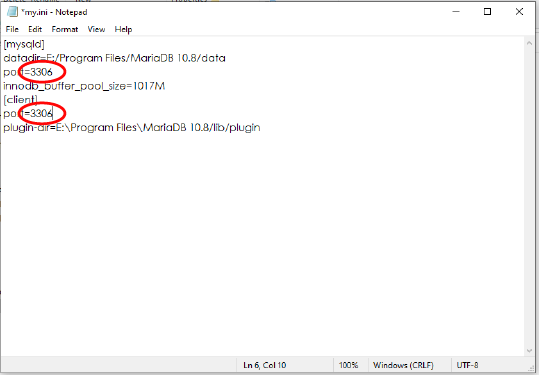 *my.ini - Notepad
File Edit Format View Help
[mysqld]
datadir=E:/Program Files/MariaDB 10.8/data
port=3306
innodb_buffer_pool_size=1017M
[client]
port=3306
plugin-dir=E:\Program Files\MariaDB 10.8/lib/plugin
Ln 6, Col 10 100% Windows (CRLF) UTF-8